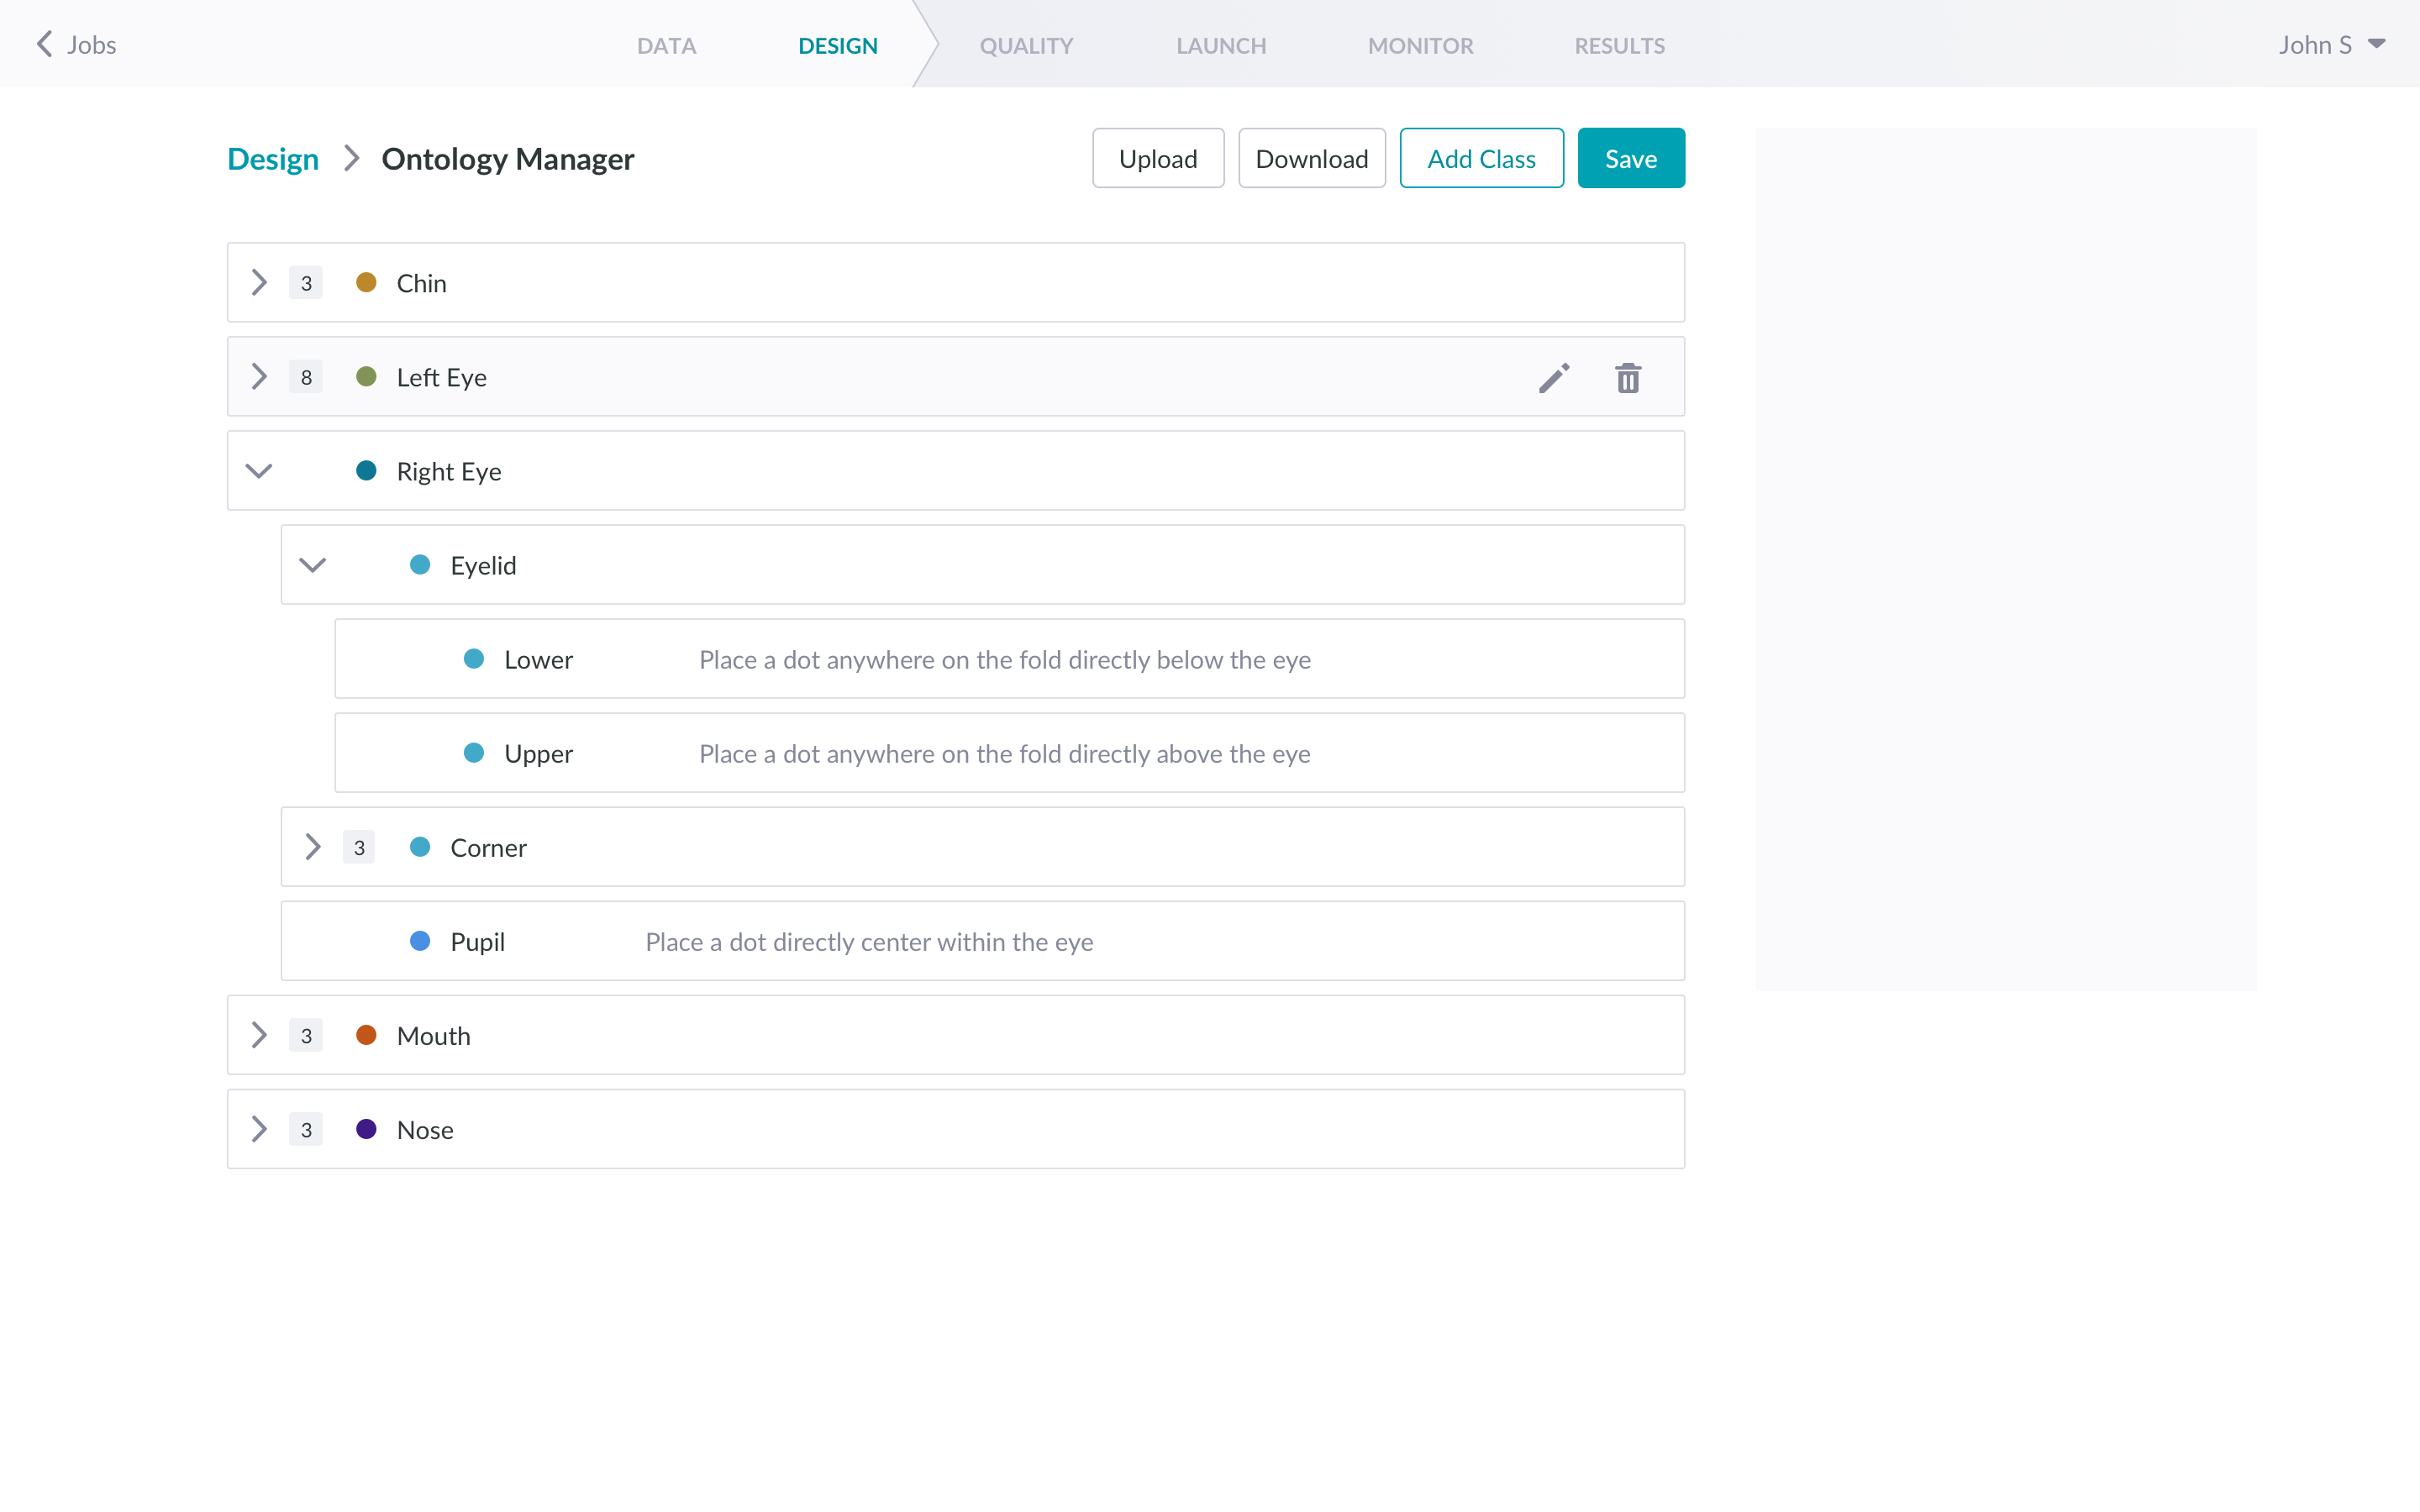 Jobs DATA DESIGN QUALITY LAUNCH MONITOR RESULTS John S
Design Ontology Manager Upload Download Add Class Save
3 Chin
8 Left Eye
Right Eye
Eyelid
Lower Place a dot anywhere on the fold directly below the eye
Upper Place a dot anywhere on the fold directly above the eye
3 Corner
Pupil Place a dot directly center within the eye
3 Mouth
3 Nose